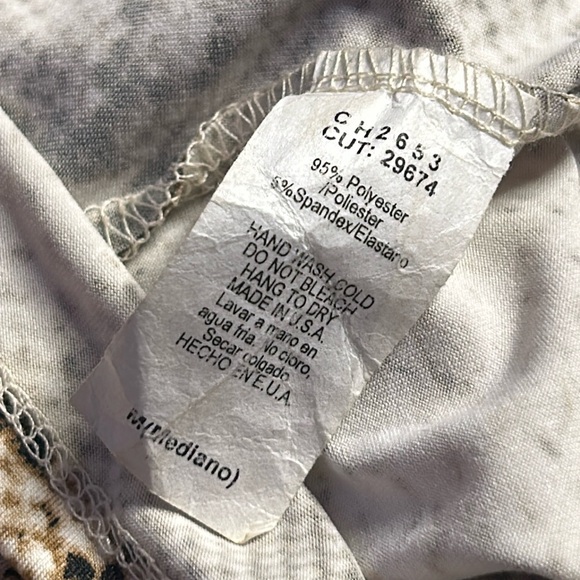 CH2653
CUT: 29674
95% Polyester
/Poliester
5%Spandex/Elastano
HAND WASH COLD
DO NOT BLEACH
HANG TO DRY
MADE IN U.S.A.
Lavar a mano en
agua fria. No cloro.
Secar colgado.
HECHO EN E.U.A.
M(Mediano)